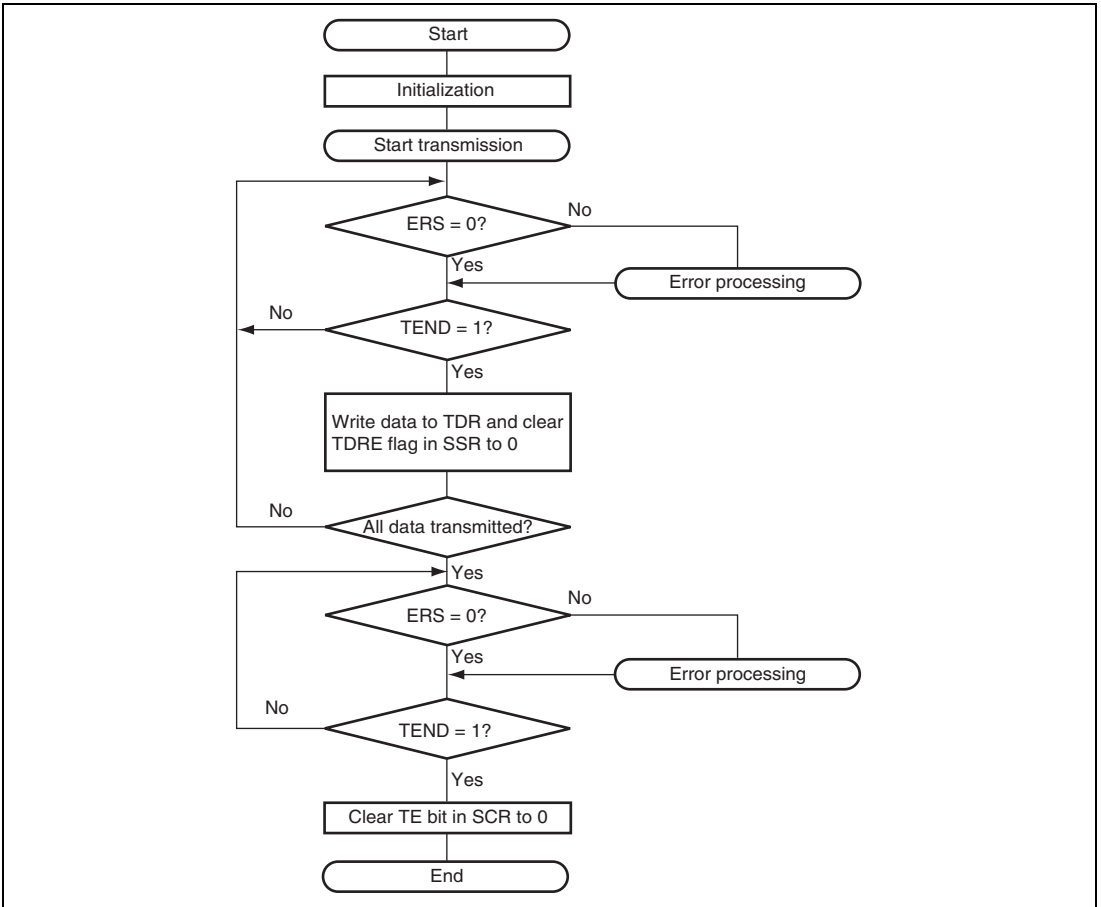 Start
Initialization
Start transmission
ERS = 0?
No
Yes
Error processing
No
TEND = 1?
Yes
Write data to TDR and clear
TDRE flag in SSR to 0
No
All data transmitted?
Yes
ERS = 0?
No
Yes
Error processing
No
TEND = 1?
Yes
Clear TE bit in SCR to 0
End